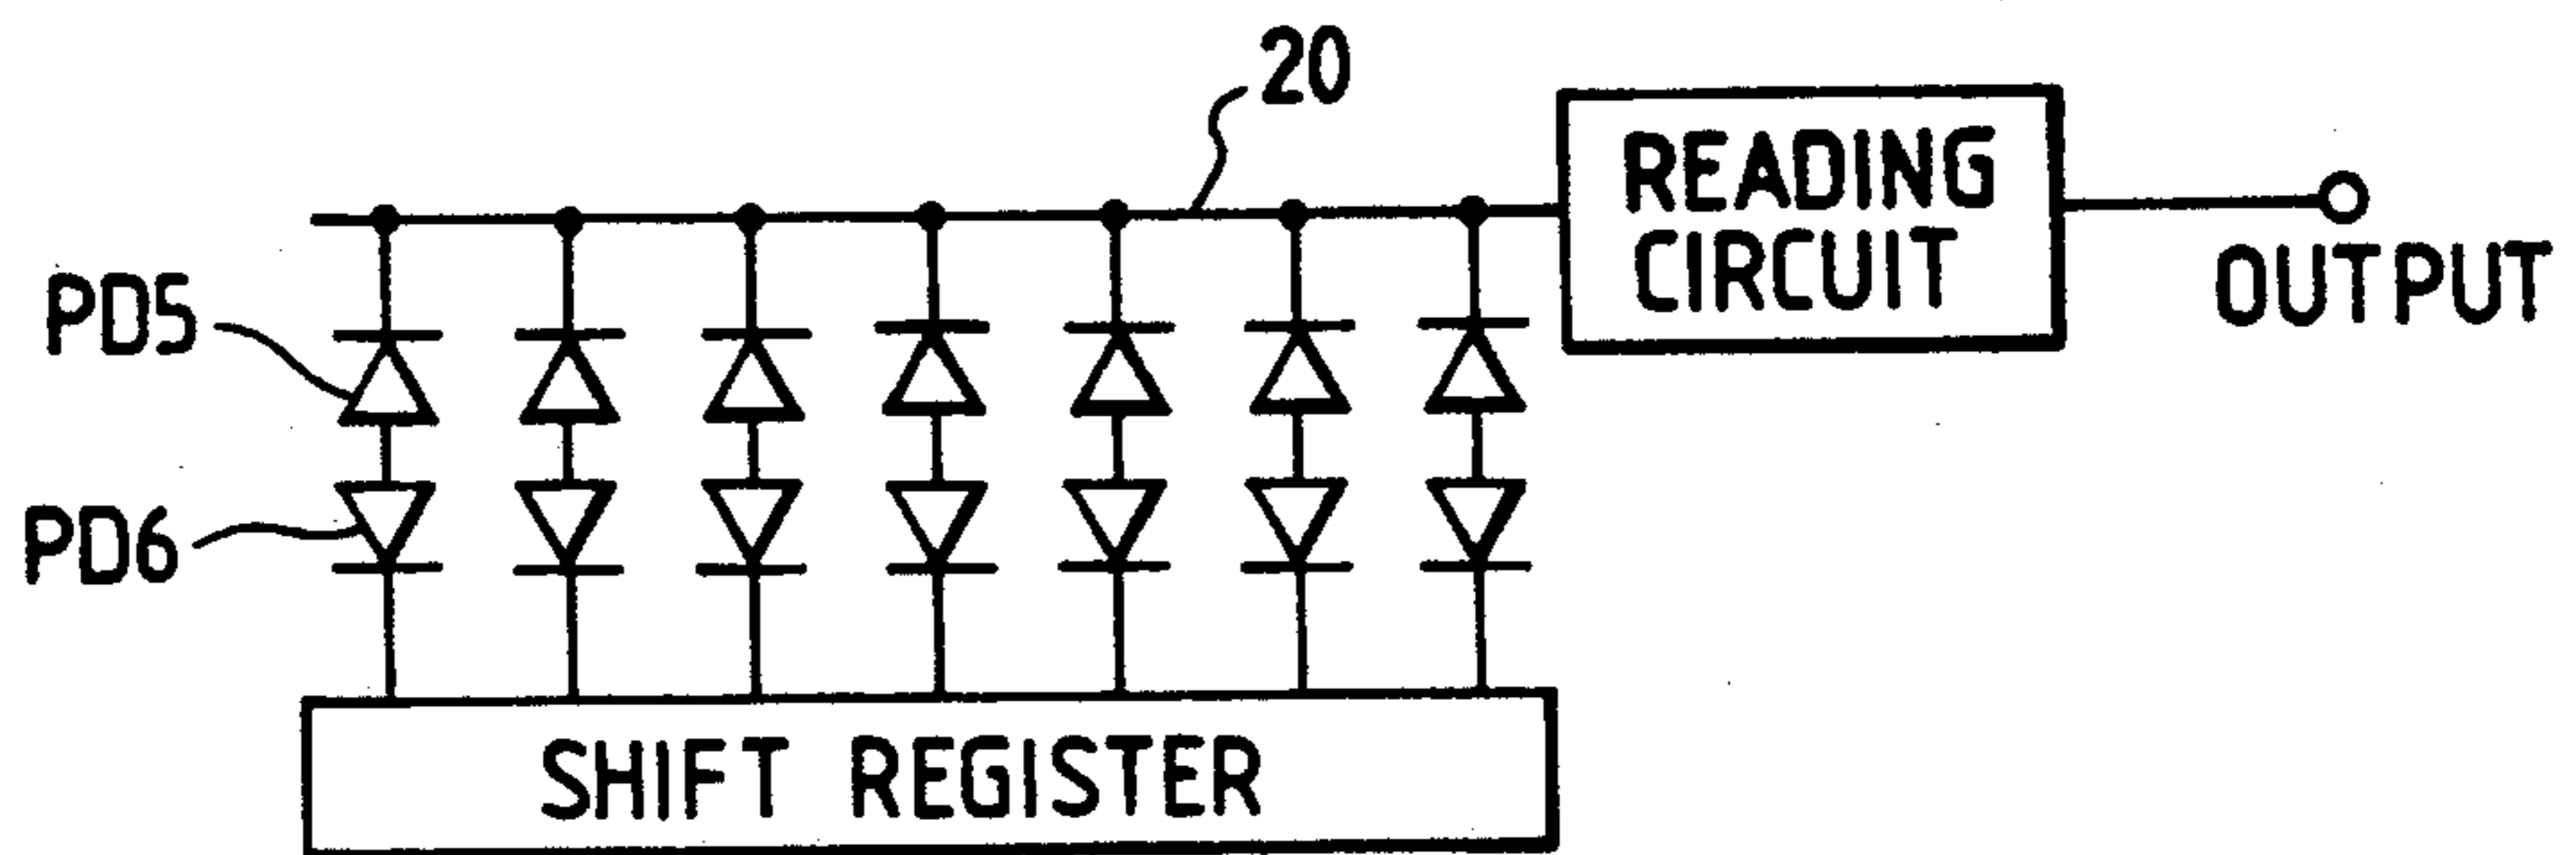 20
READING
CIRCUIT
OUTPUT
PD5
PD6
SHIFT REGISTER